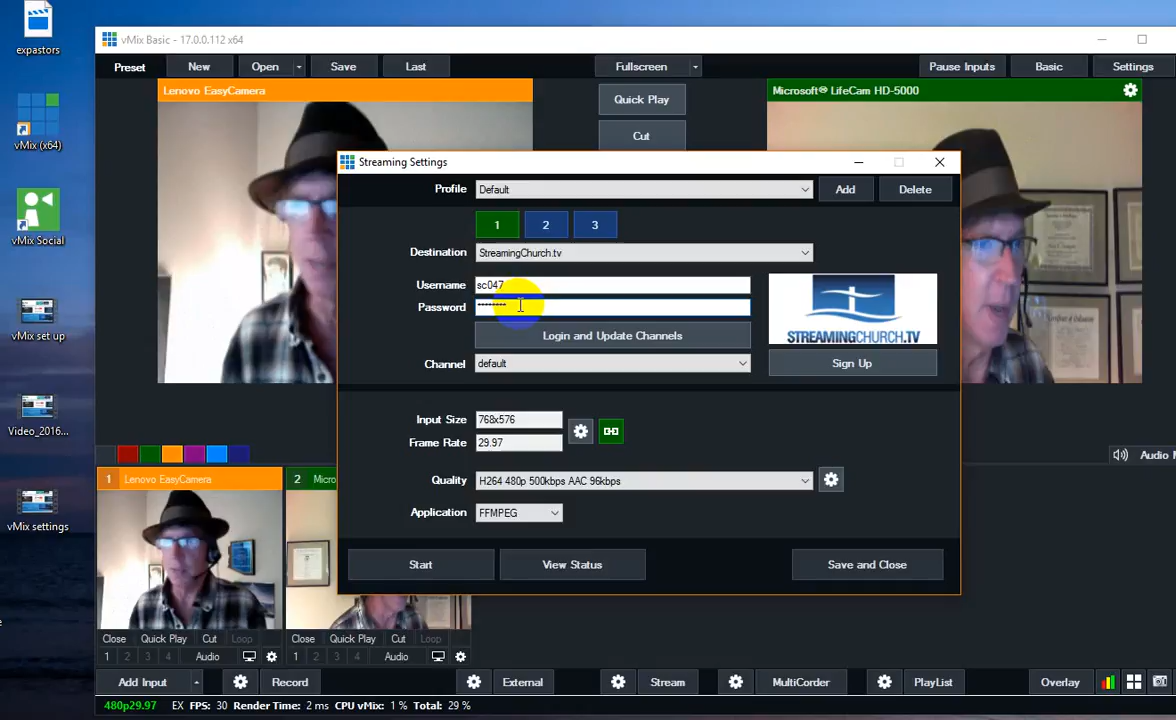 expastors
vMix (x64)
vMix Social
vMix set up
Video_2016...
vMix settings
vMix Basic - 17.0.0.112 x64
Preset New Open Save Last Fullscreen Pause Inputs Basic Settings
Lenovo EasyCamera
Quick Play
Cut
Microsoft® LifeCam HD-5000
Streaming Settings
Profile Default Add Delete
1 2 3
Destination StreamingChurch.tv
Username sc047
Password ********
STREAMINGCHURCH.TV
Login and Update Channels
Channel default Sign Up
Input Size 768x576
Frame Rate 29.97
Quality H264 480p 500kbps AAC 96kbps
Application FFMPEG
Start View Status Save and Close
Audio
1 Lenovo EasyCamera
2 Micro
Close Quick Play Cut Loop
1 2 3 4 Audio
Close Quick Play Cut Loop
1 2 3 4 Audio
Add Input Record External Stream MultiCorder PlayList Overlay
480p29.97 EX FPS: 30 Render Time: 2 ms CPU vMix: 1 % Total: 29 %